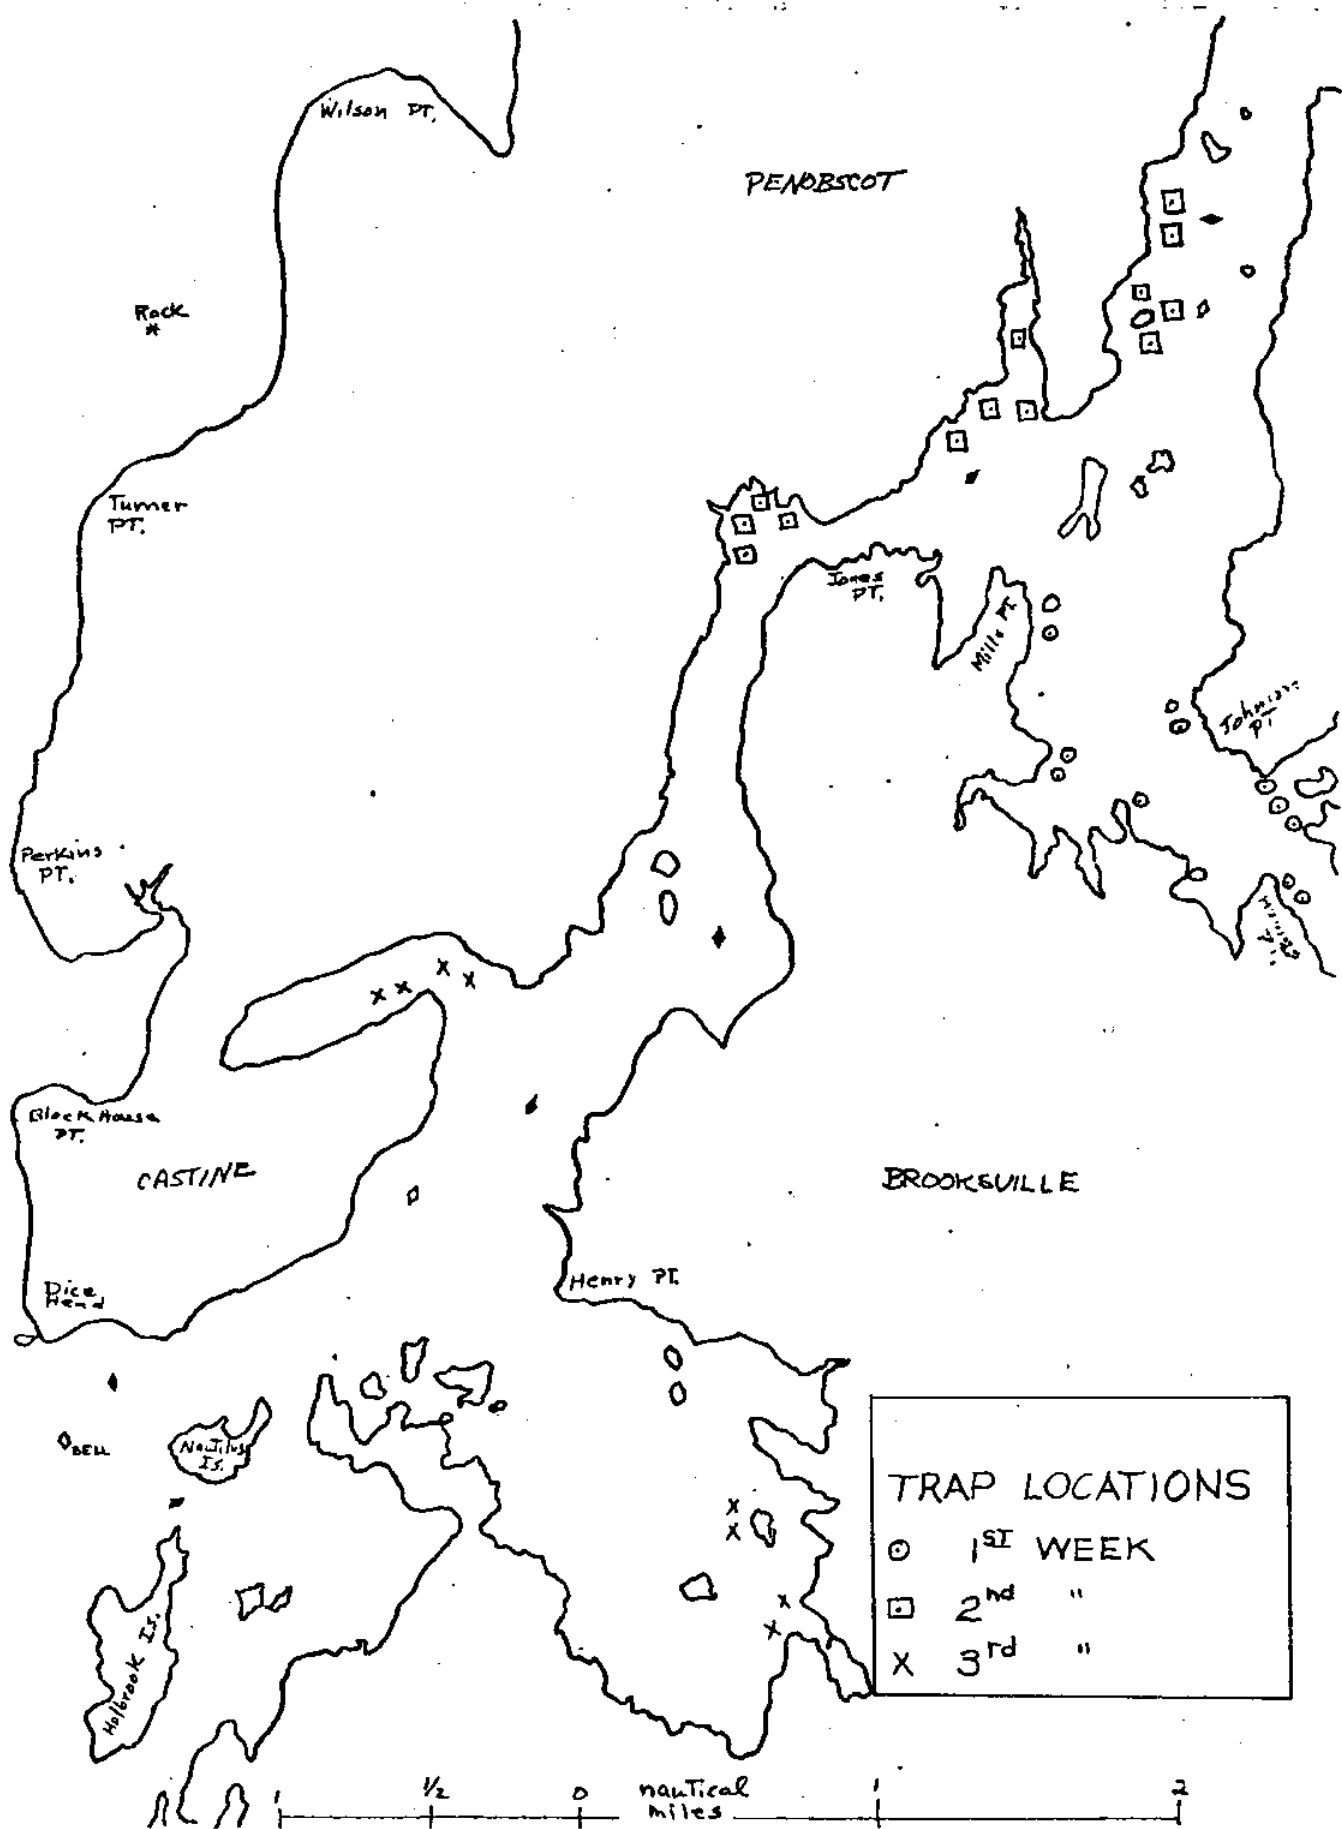 Wilson PT.
PENOBSCOT
Rock
*
Turner
PT.
Jones
PT.
Mills PT.
Johnsons
PT
Perkins
PT.
Block House
PT.
CASTINE
BROOKSVILLE
Dice
Head
Henry PT.
BELL
Nautilus
Is.
Holbrook Is.
TRAP LOCATIONS
⊙ 1ST WEEK
⊡ 2nd "
X 3rd "
1 1/2 0 nautical miles 1 2